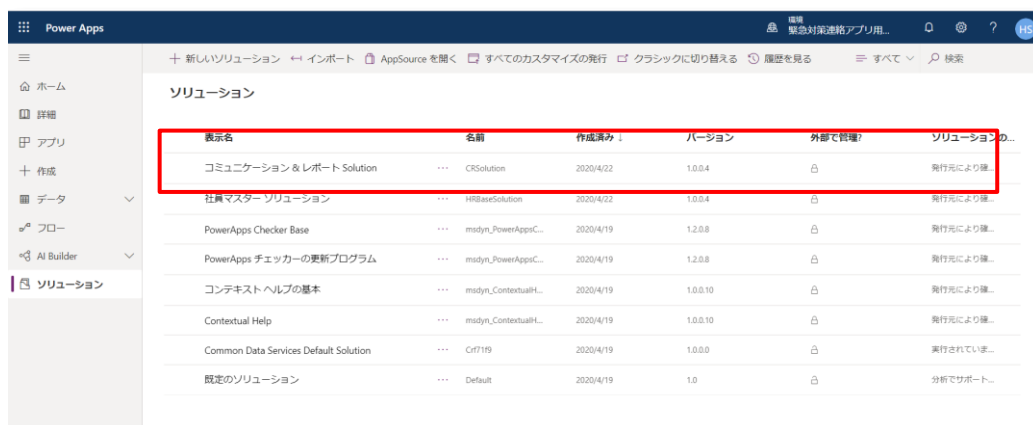 Power Apps
環境
緊急対策連絡アプリ用...
?
HS
新しいソリューション インポート AppSource を開く すべてのカスタマイズの発行 クラシックに切り替える 履歴を見る すべて 検索
ホーム
詳細
アプリ
作成
データ
フロー
AI Builder
ソリューション
ソリューション
表示名 名前 作成済み ↓ バージョン 外部で管理? ソリューションの...
コミュニケーション & レポート Solution ... CRSolution 2020/4/22 1.0.0.4 発行元により確...
社員マスター ソリューション ... HRBaseSolution 2020/4/22 1.0.0.4 発行元により確...
PowerApps Checker Base ... msdyn_PowerAppsC... 2020/4/19 1.2.0.8 発行元により確...
PowerApps チェッカーの更新プログラム ... msdyn_PowerAppsC... 2020/4/19 1.2.0.8 発行元により確...
コンテキスト ヘルプの基本 ... msdyn_ContextualH... 2020/4/19 1.0.0.10 発行元により確...
Contextual Help ... msdyn_ContextualH... 2020/4/19 1.0.0.10 発行元により確...
Common Data Services Default Solution ... Crf71f9 2020/4/19 1.0.0.0 実行されていま...
既定のソリューション ... Default 2020/4/19 1.0 分析でサポート...